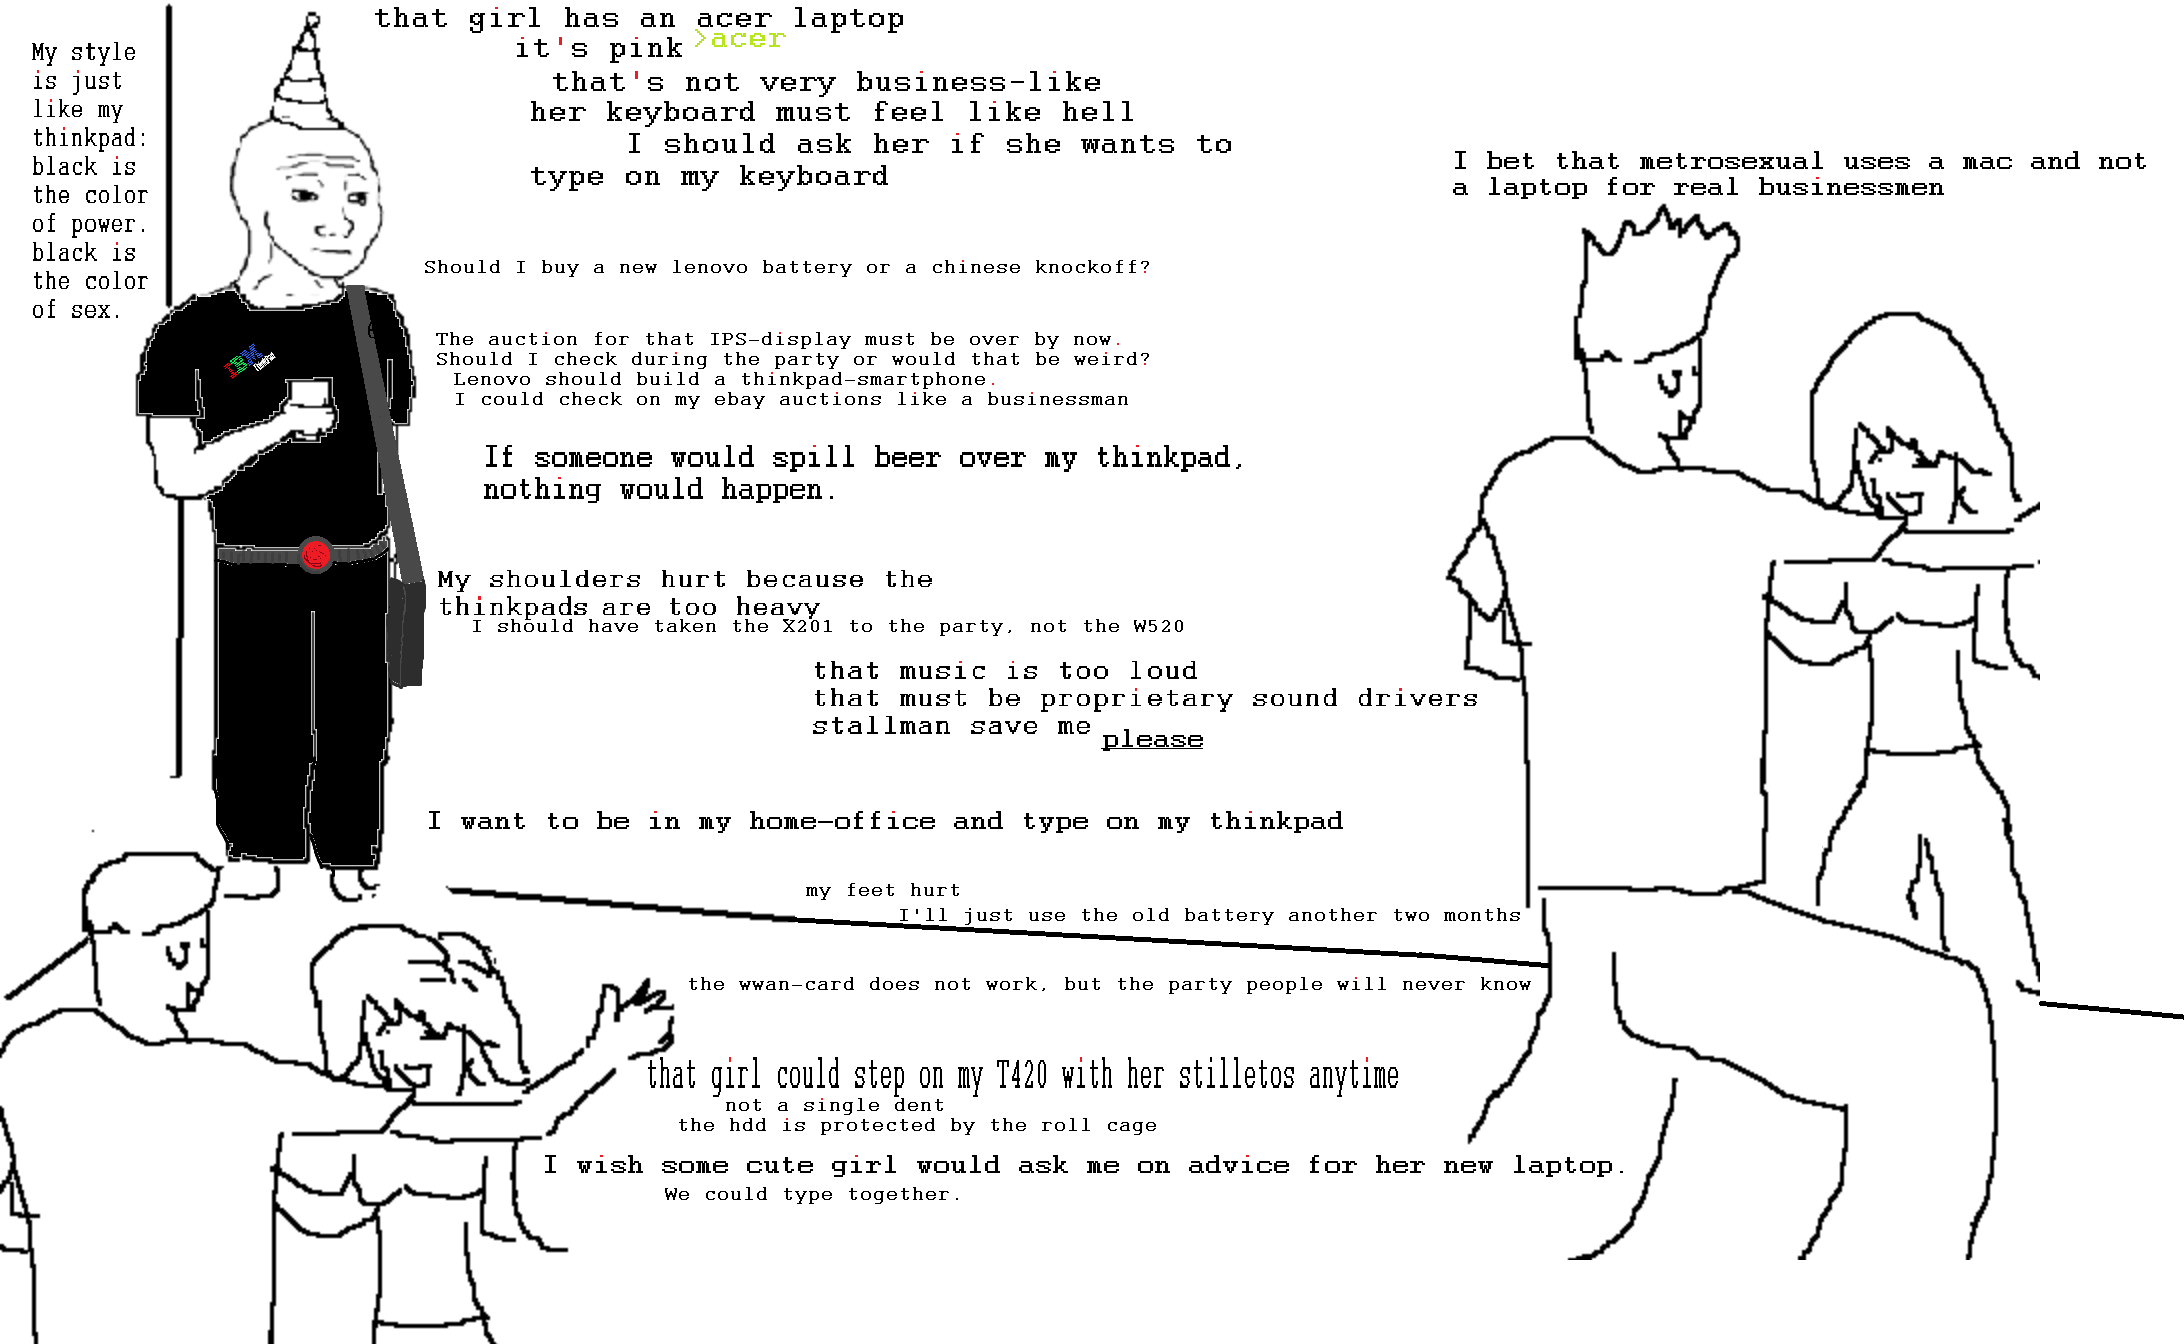 My style
is just
like my
thinkpad:
black is
the color
of power.
black is
the color
of sex.
that girl has an acer laptop
it's pink
>acer
that's not very business-like
her keyboard must feel like hell
I should ask her if she wants to
type on my keyboard
I bet that metrosexual uses a mac and not
a laptop for real businessmen
Should I buy a new lenovo battery or a chinese knockoff?
The auction for that IPS-display must be over by now.
Should I check during the party or would that be weird?
Lenovo should build a thinkpad-smartphone.
I could check on my ebay auctions like a businessman
IBM
ThinkPad
If someone would spill beer over my thinkpad,
nothing would happen.
My shoulders hurt because the
thinkpads are too heavy
I should have taken the X201 to the party, not the W520
that music is too loud
that must be proprietary sound drivers
stallman save me
please
I want to be in my home-office and type on my thinkpad
my feet hurt
I'll just use the old battery another two months
the wwan-card does not work, but the party people will never know
that girl could step on my T420 with her stilletos anytime
not a single dent
the hdd is protected by the roll cage
I wish some cute girl would ask me on advice for her new laptop.
We could type together.